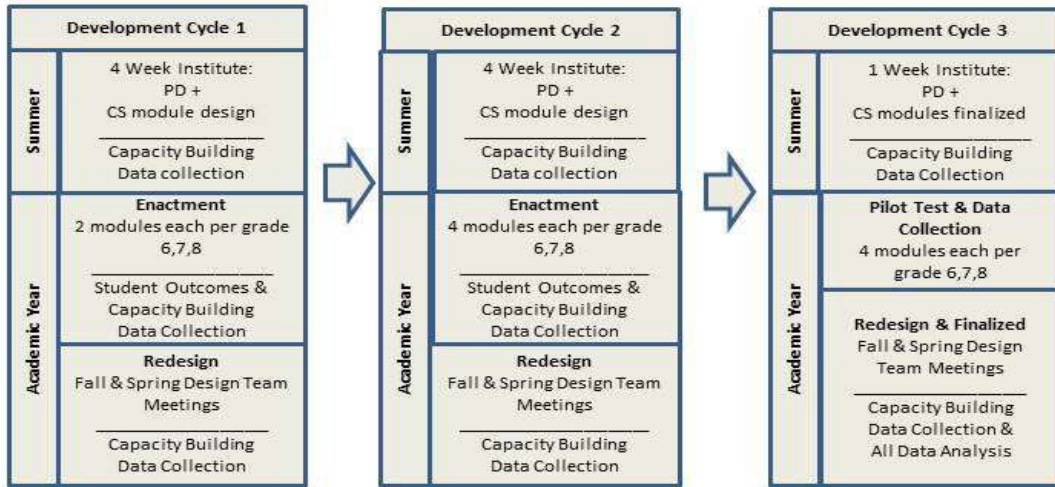 Development Cycle 1
Summer
4 Week Institute:
PD +
CS module design
Capacity Building
Data collection
Academic Year
Enactment
2 modules each per grade
6,7,8
Student Outcomes &
Capacity Building
Data Collection
Redesign
Fall & Spring Design Team
Meetings
Capacity Building
Data Collection
Development Cycle 2
Summer
4 Week Institute:
PD +
CS module design
Capacity Building
Data collection
Academic Year
Enactment
4 modules each per grade
6,7,8
Student Outcomes &
Capacity Building
Data Collection
Redesign
Fall & Spring Design Team
Meetings
Capacity Building
Data Collection
Development Cycle 3
Summer
1 Week Institute:
PD +
CS modules finalized
Capacity Building
Data Collection
Academic Year
Pilot Test & Data
Collection
4 modules each per
grade 6,7,8
Redesign & Finalized
Fall & Spring Design
Team Meetings
Capacity Building
Data Collection &
All Data Analysis